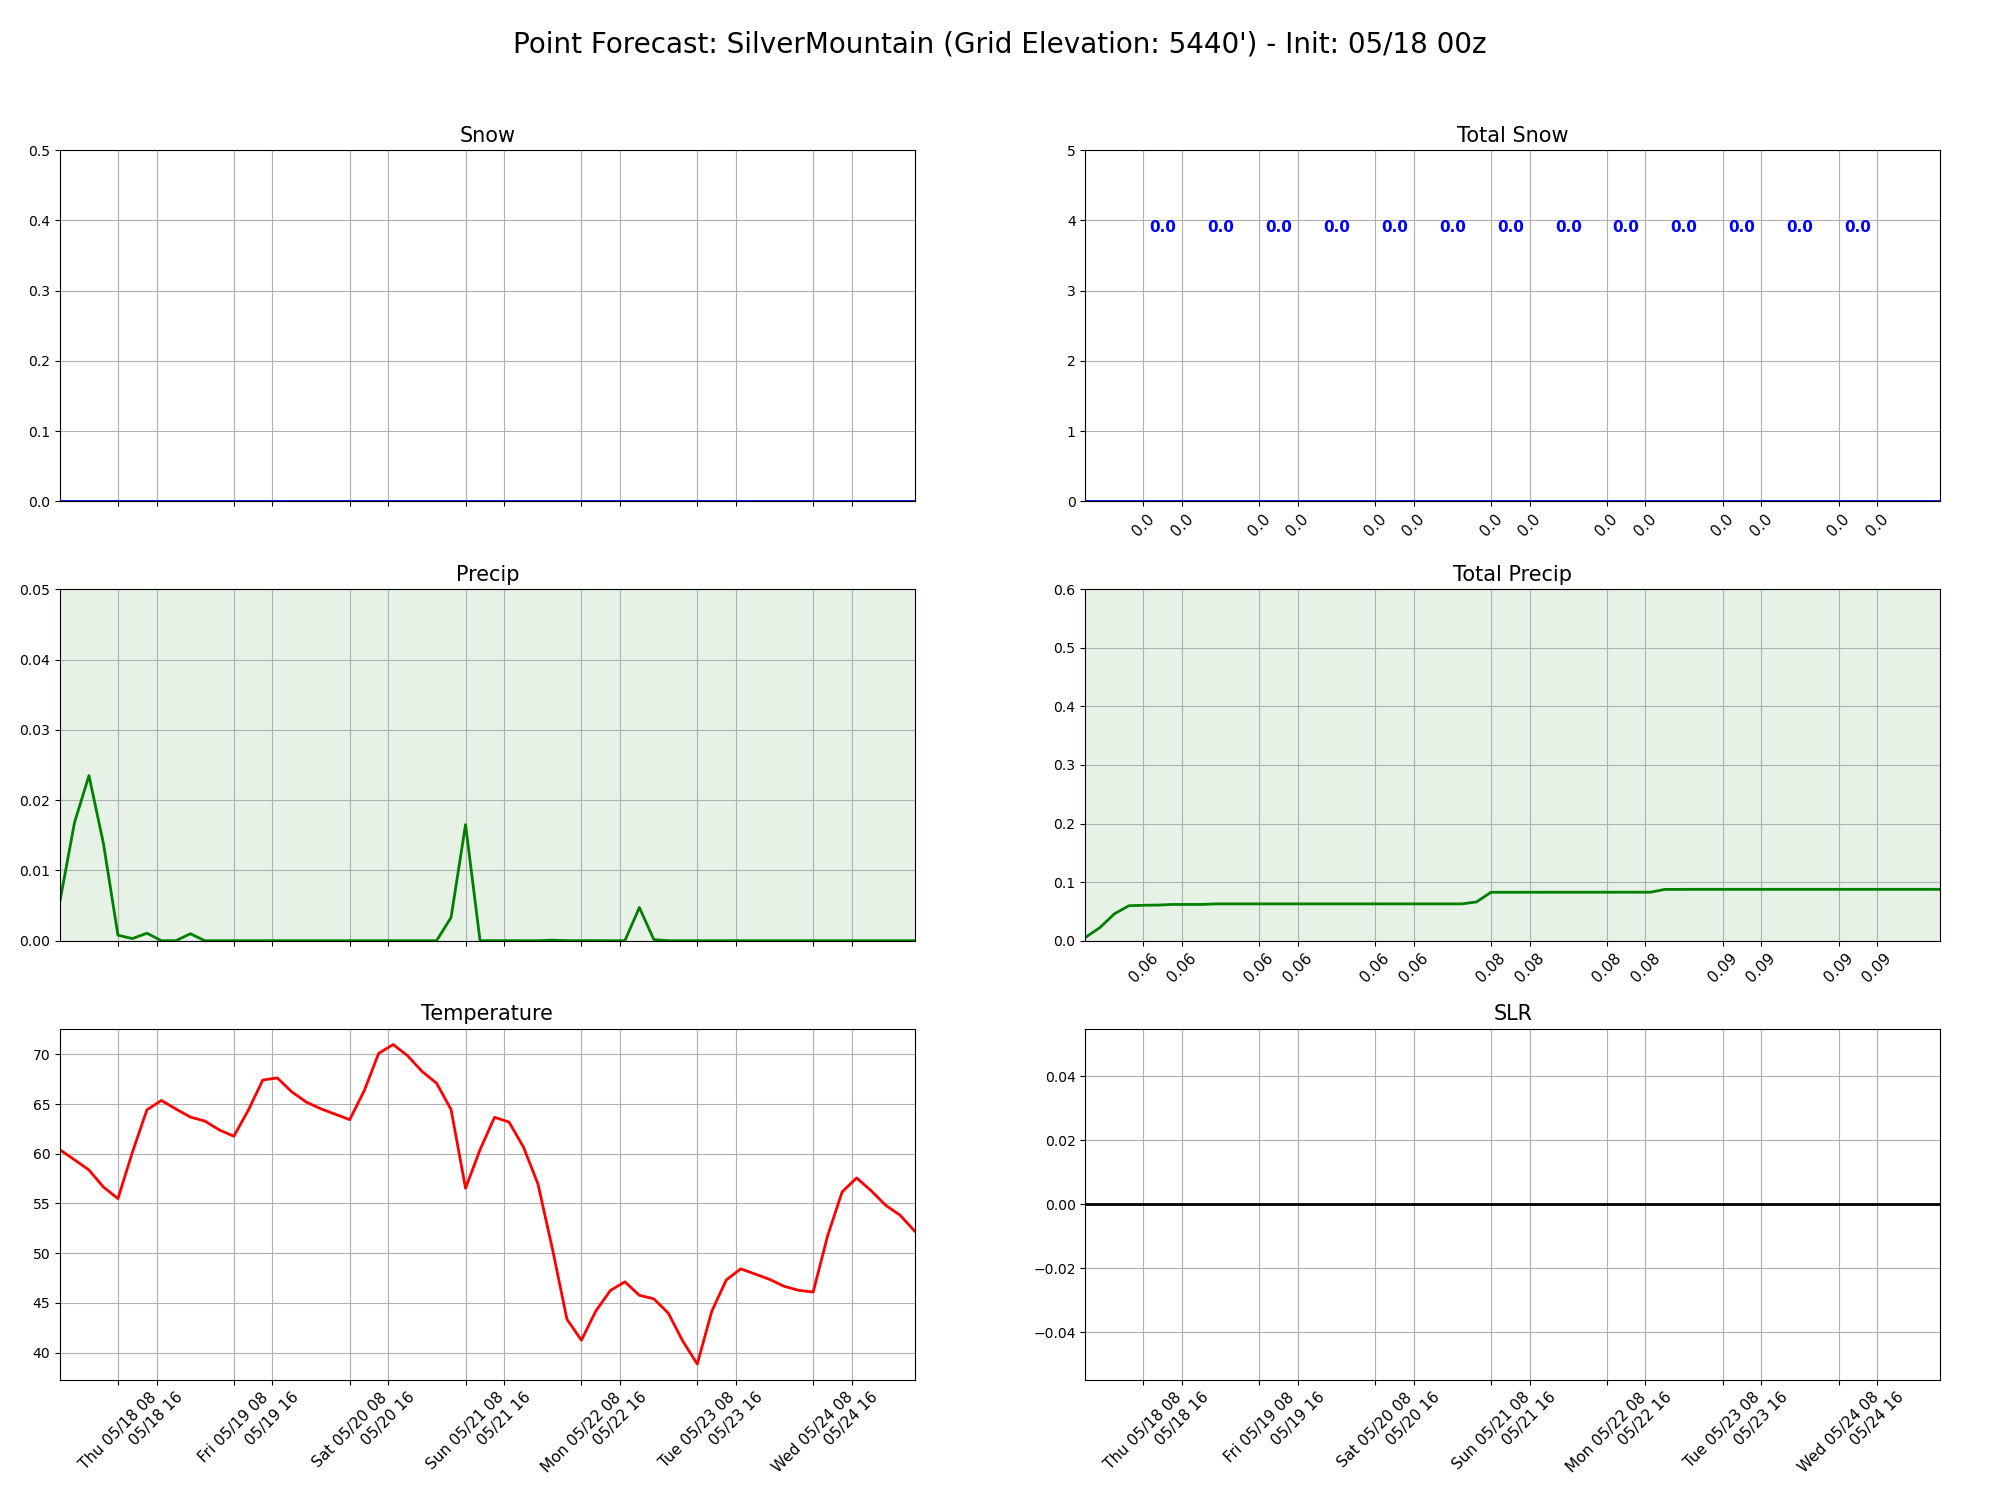 Point Forecast: SilverMountain (Grid Elevation: 5440') - Init: 05/18 00z
Snow
0.5
0.4
0.3
0.2
0.1
0.0
Total Snow
5
4
3
2
1
0
0.0 0.0 0.0 0.0 0.0 0.0 0.0 0.0 0.0 0.0 0.0 0.0 0.0
0.0 0.0 0.0 0.0 0.0 0.0 0.0 0.0 0.0 0.0 0.0 0.0 0.0 0.0
Precip
0.05
0.04
0.03
0.02
0.01
0.00
Total Precip
0.6
0.5
0.4
0.3
0.2
0.1
0.0
0.06 0.06 0.06 0.06 0.06 0.06 0.08 0.08 0.08 0.08 0.09 0.09 0.09 0.09
Temperature
70
65
60
55
50
45
40
Thu 05/18 08
05/18 16
Fri 05/19 08
05/19 16
Sat 05/20 08
05/20 16
Sun 05/21 08
05/21 16
Mon 05/22 08
05/22 16
Tue 05/23 08
05/23 16
Wed 05/24 08
05/24 16
SLR
0.04
0.02
0.00
−0.02
−0.04
Thu 05/18 08
05/18 16
Fri 05/19 08
05/19 16
Sat 05/20 08
05/20 16
Sun 05/21 08
05/21 16
Mon 05/22 08
05/22 16
Tue 05/23 08
05/23 16
Wed 05/24 08
05/24 16